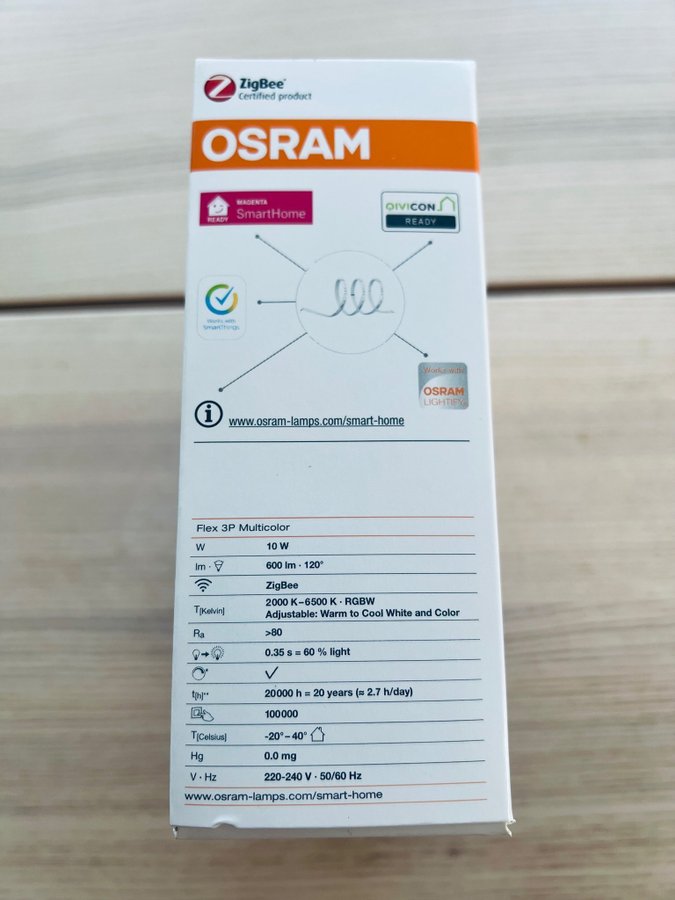 ZigBee®
Certified product
OSRAM
READY
MAGENTA
SmartHome
QIVICON
READY
Works with
SmartThings
Works with
OSRAM
LIGHTIFY
i
www.osram-lamps.com/smart-home
Flex 3P Multicolor
W 10 W
lm · 600 lm · 120°
ZigBee
T[Kelvin] 2000 K–6500 K · RGBW
Adjustable: Warm to Cool White and Color
Ra >80
0.35 s = 60 % light
*
t[h]** 20000 h = 20 years (≈ 2.7 h/day)
100000
T[Celsius] -20°– 40°
Hg 0.0 mg
V · Hz 220-240 V · 50/60 Hz
www.osram-lamps.com/smart-home